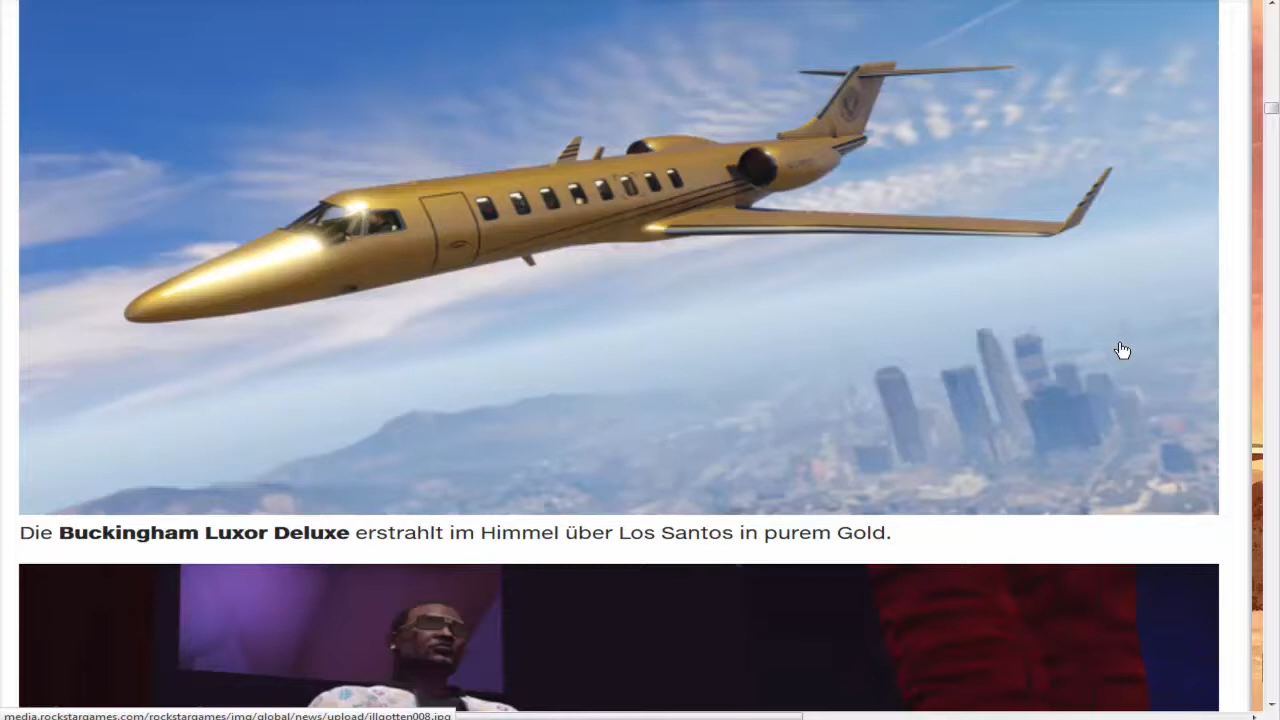 Die Buckingham Luxor Deluxe erstrahlt im Himmel über Los Santos in purem Gold.
media.rockstargames.com/rockstargames/img/global/news/upload/illgotten008.jpg